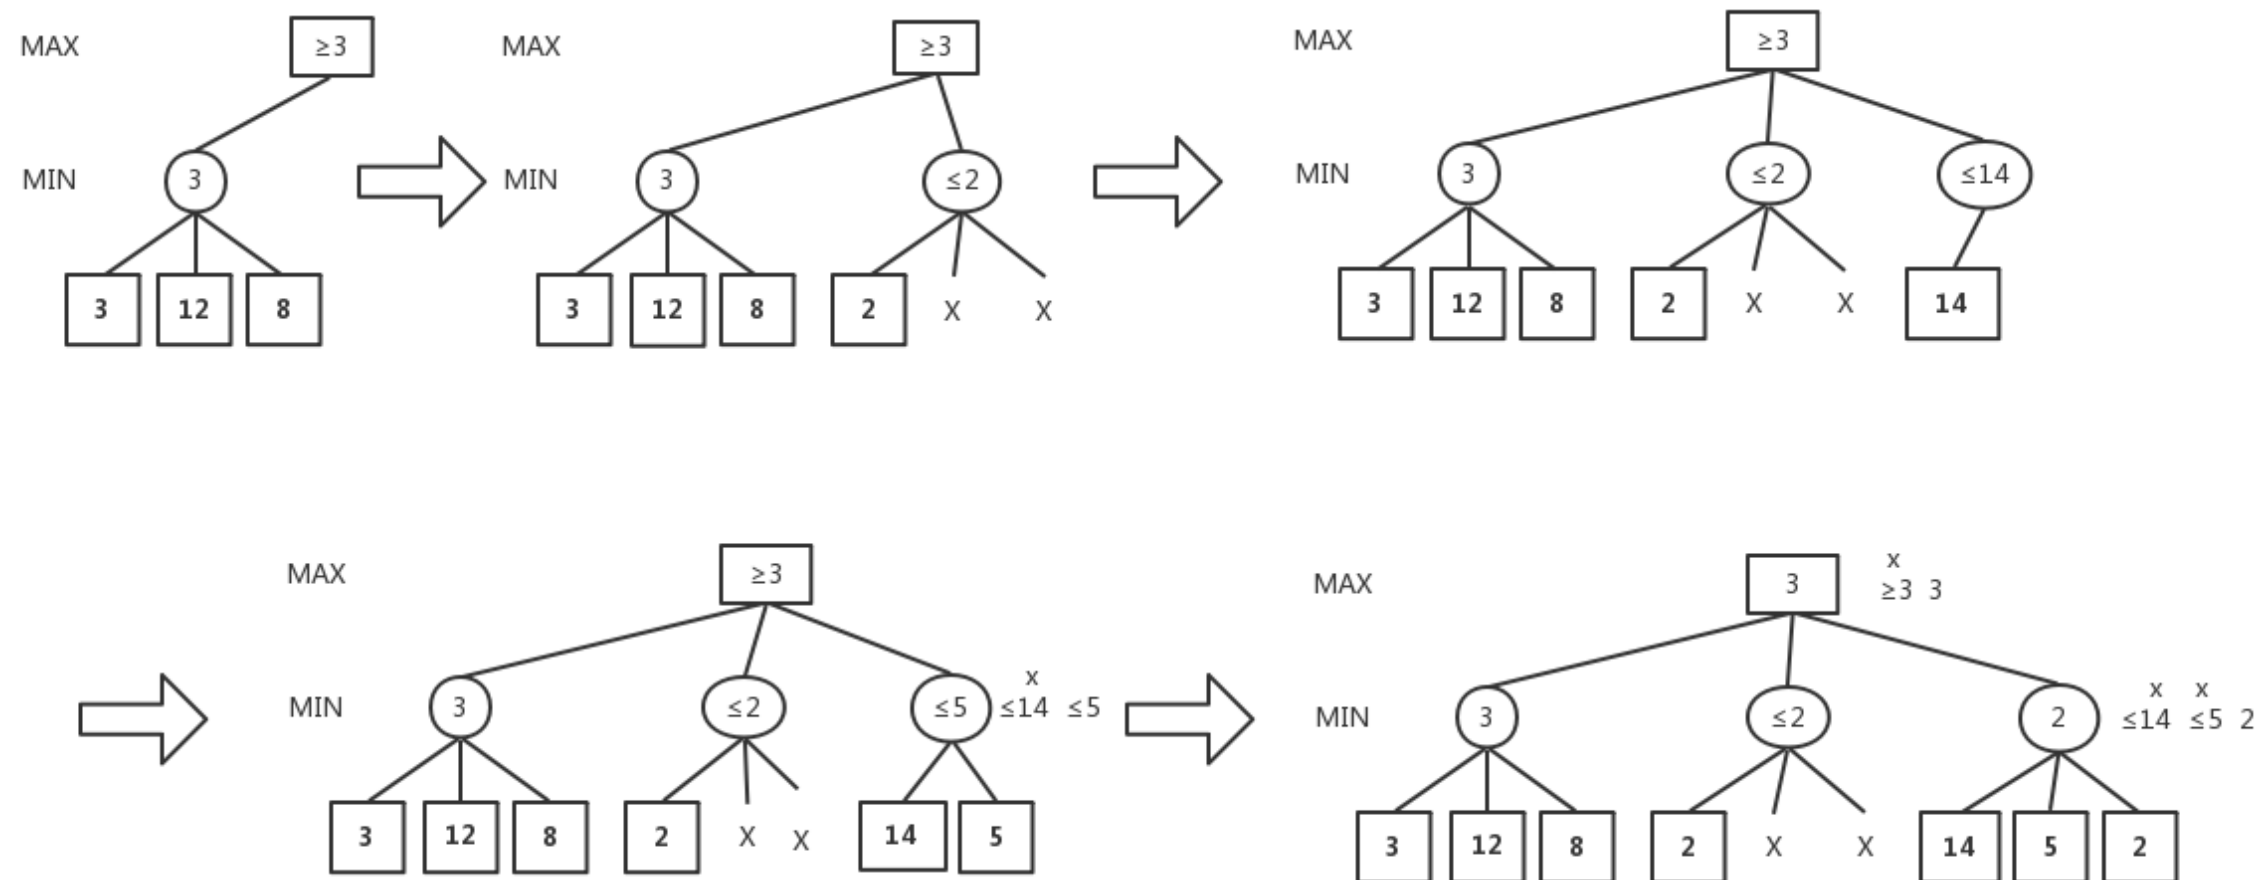 MAX ≥3 MAX ≥3 MAX ≥3
MIN 3 MIN 3 ≤2 MIN 3 ≤2 ≤14
3 12 8 3 12 8 2 X X 3 12 8 2 X X 14
MAX ≥3 MAX 3 x
≥3 3
MIN 3 ≤2 ≤5 x
≤14 ≤5
MIN 3 ≤2 2 x x
≤14 ≤5 2
3 12 8 2 X X 14 5 3 12 8 2 X X 14 5 2